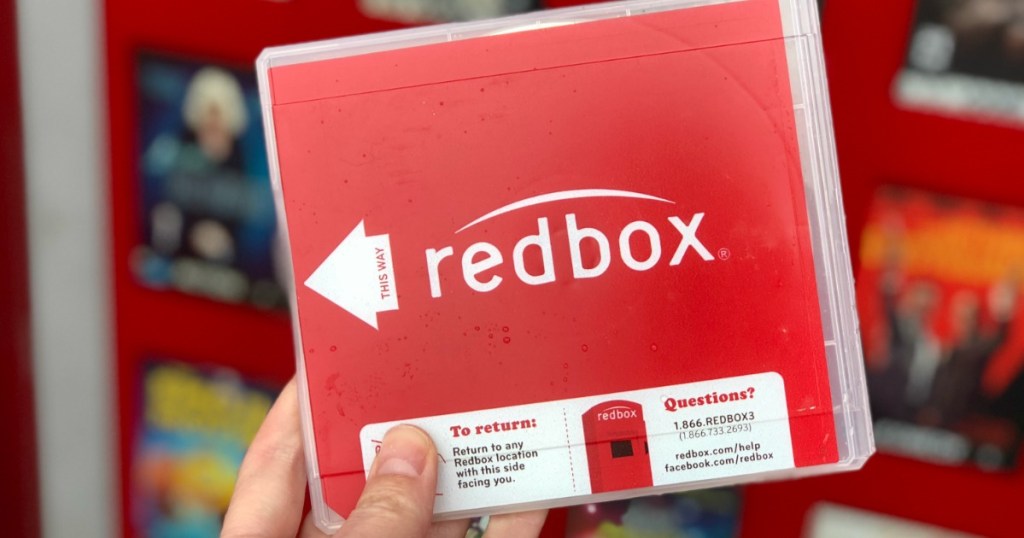 THIS WAY
redbox®
To return:
Return to any
Redbox location
with this side
facing you.
redbox
Questions?
1.866.REDBOX3
(1.866.733.2693)
redbox.com/help
facebook.com/redbox